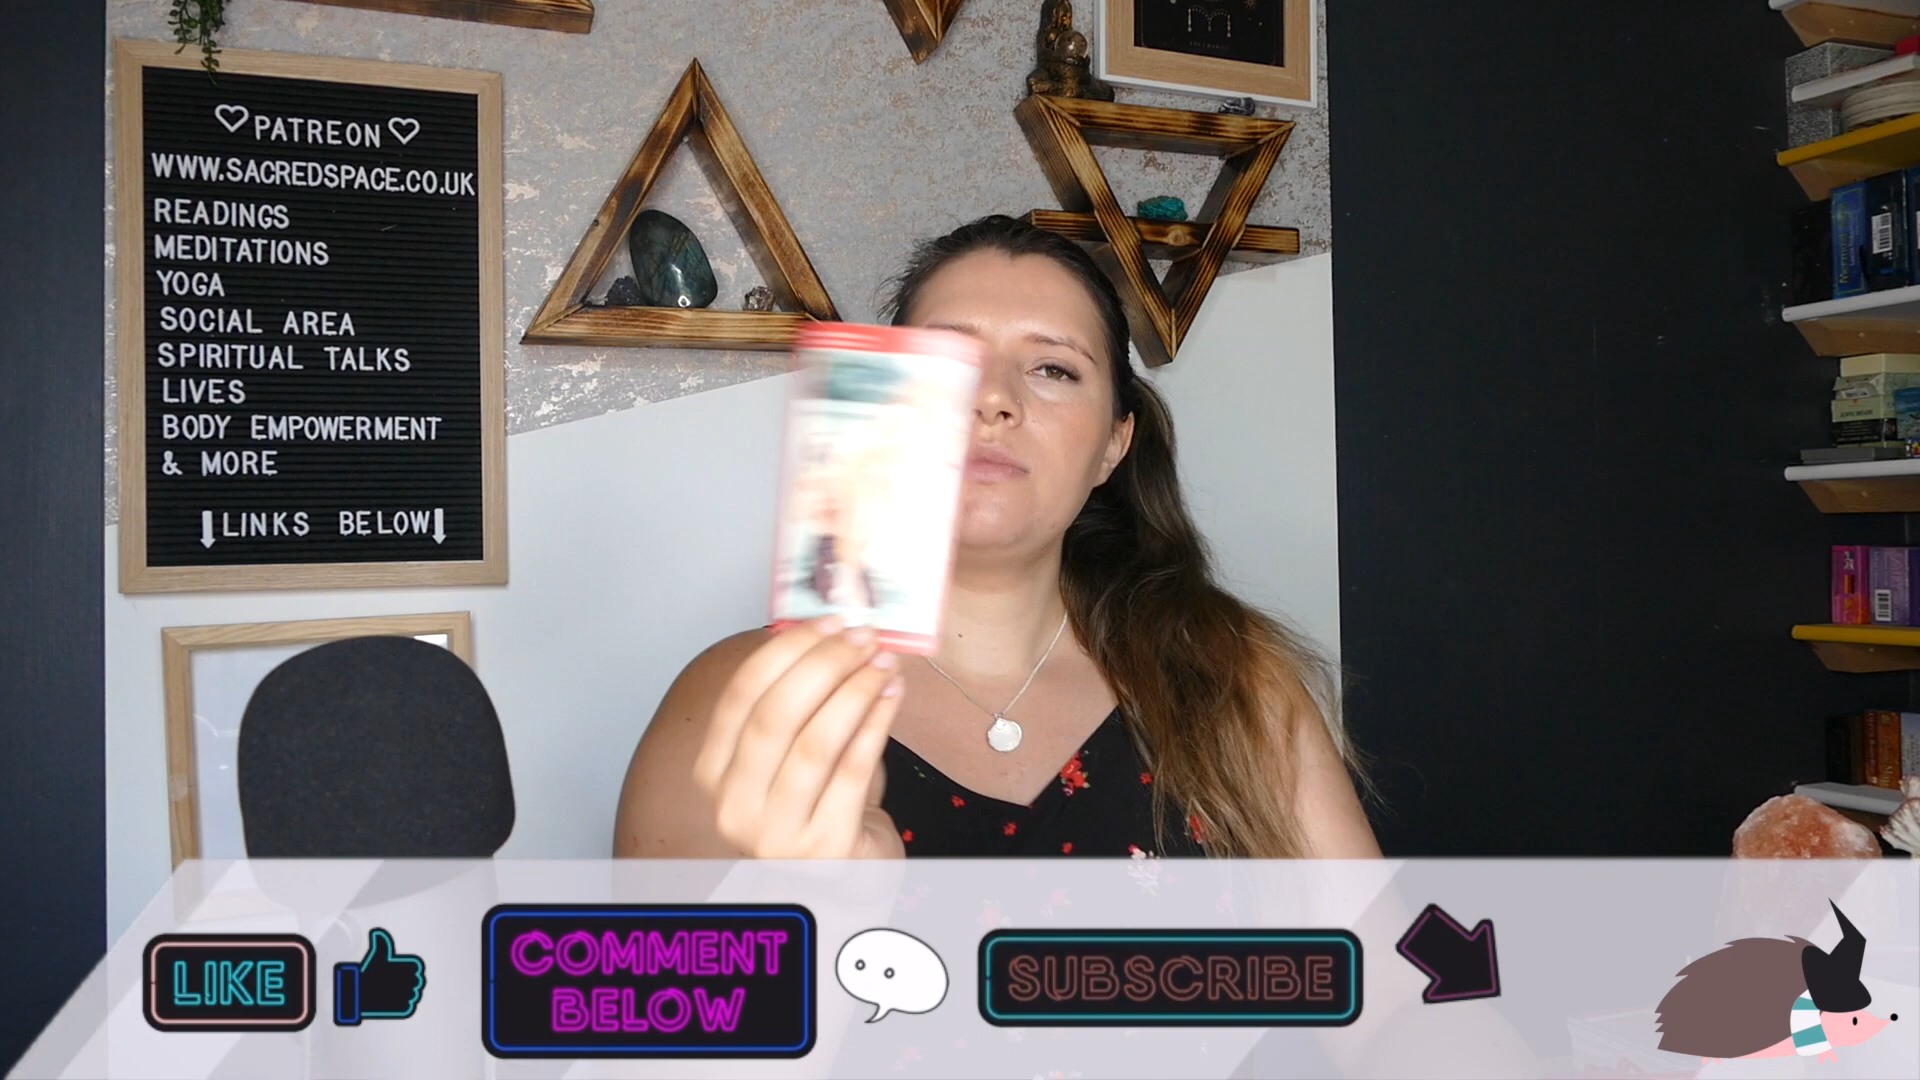 ♡PATREON♡
WWW.SACREDSPACE.CO.UK
READINGS
MEDITATIONS
YOGA
SOCIAL AREA
SPIRITUAL TALKS
LIVES
BODY EMPOWERMENT
& MORE
↓LINKS BELOW↓
LIKE
COMMENT
BELOW
SUBSCRIBE